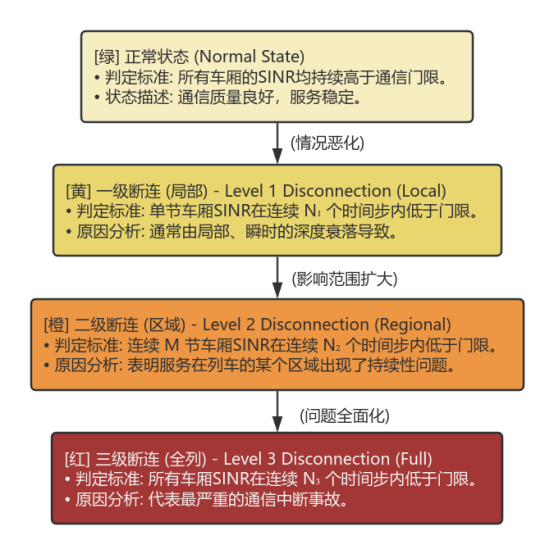 [绿] 正常状态 (Normal State)
• 判定标准: 所有车厢的SINR均持续高于通信门限。
• 状态描述: 通信质量良好，服务稳定。
(情况恶化)
[黄] 一级断连 (局部) - Level 1 Disconnection (Local)
• 判定标准: 单节车厢SINR在连续 N₁ 个时间步内低于门限。
• 原因分析: 通常由局部、瞬时的深度衰落导致。
(影响范围扩大)
[橙] 二级断连 (区域) - Level 2 Disconnection (Regional)
• 判定标准: 连续 M 节车厢SINR在连续 N₂ 个时间步内低于门限。
• 原因分析: 表明服务在列车的某个区域出现了持续性问题。
(问题全面化)
[红] 三级断连 (全列) - Level 3 Disconnection (Full)
• 判定标准: 所有车厢SINR在连续 N₃ 个时间步内低于门限。
• 原因分析: 代表最严重的通信中断事故。